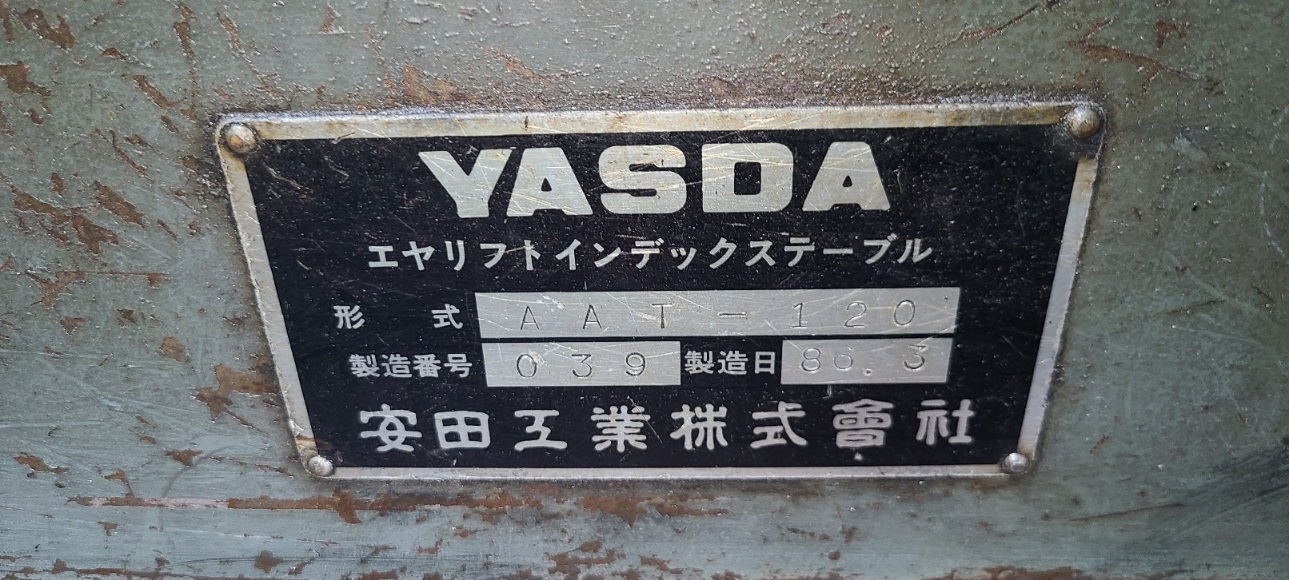 YASDA
エヤリフトインデックステーブル
形 式 AAT-120
製造番号 039 製造日 86.3
安田工業株式會社